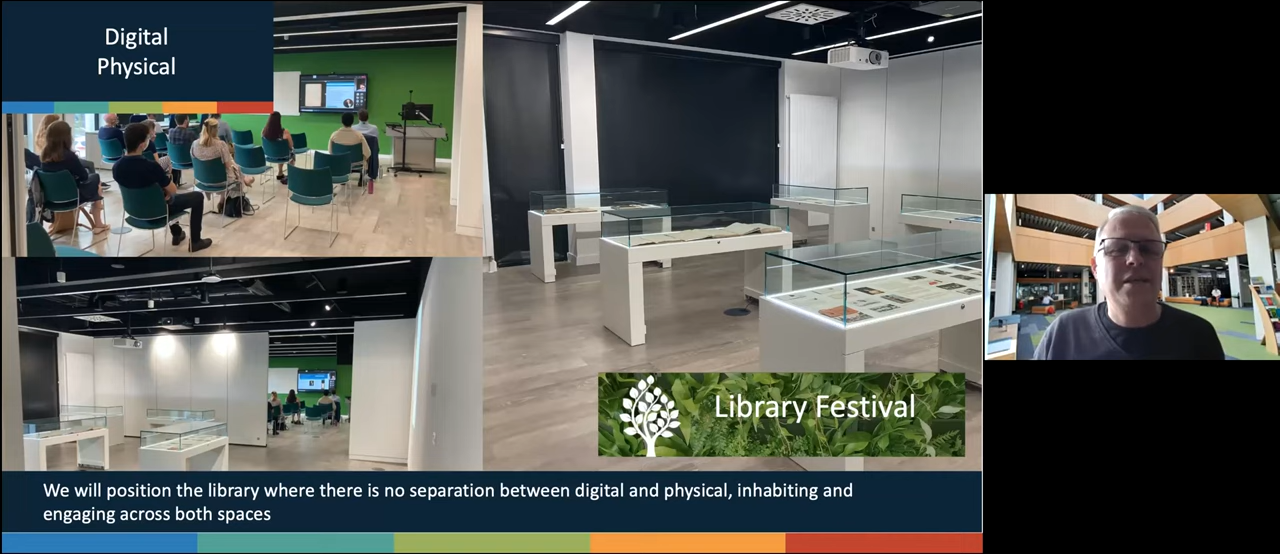 Digital
Physical
Library Festival
We will position the library where there is no separation between digital and physical, inhabiting and
engaging across both spaces